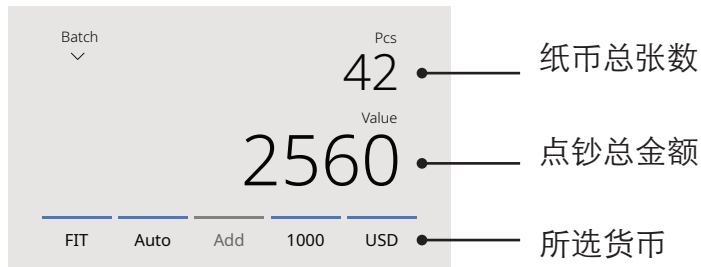 Batch
Pcs
42
纸币总张数
Value
2560
点钞总金额
FIT Auto Add 1000 USD
所选货币